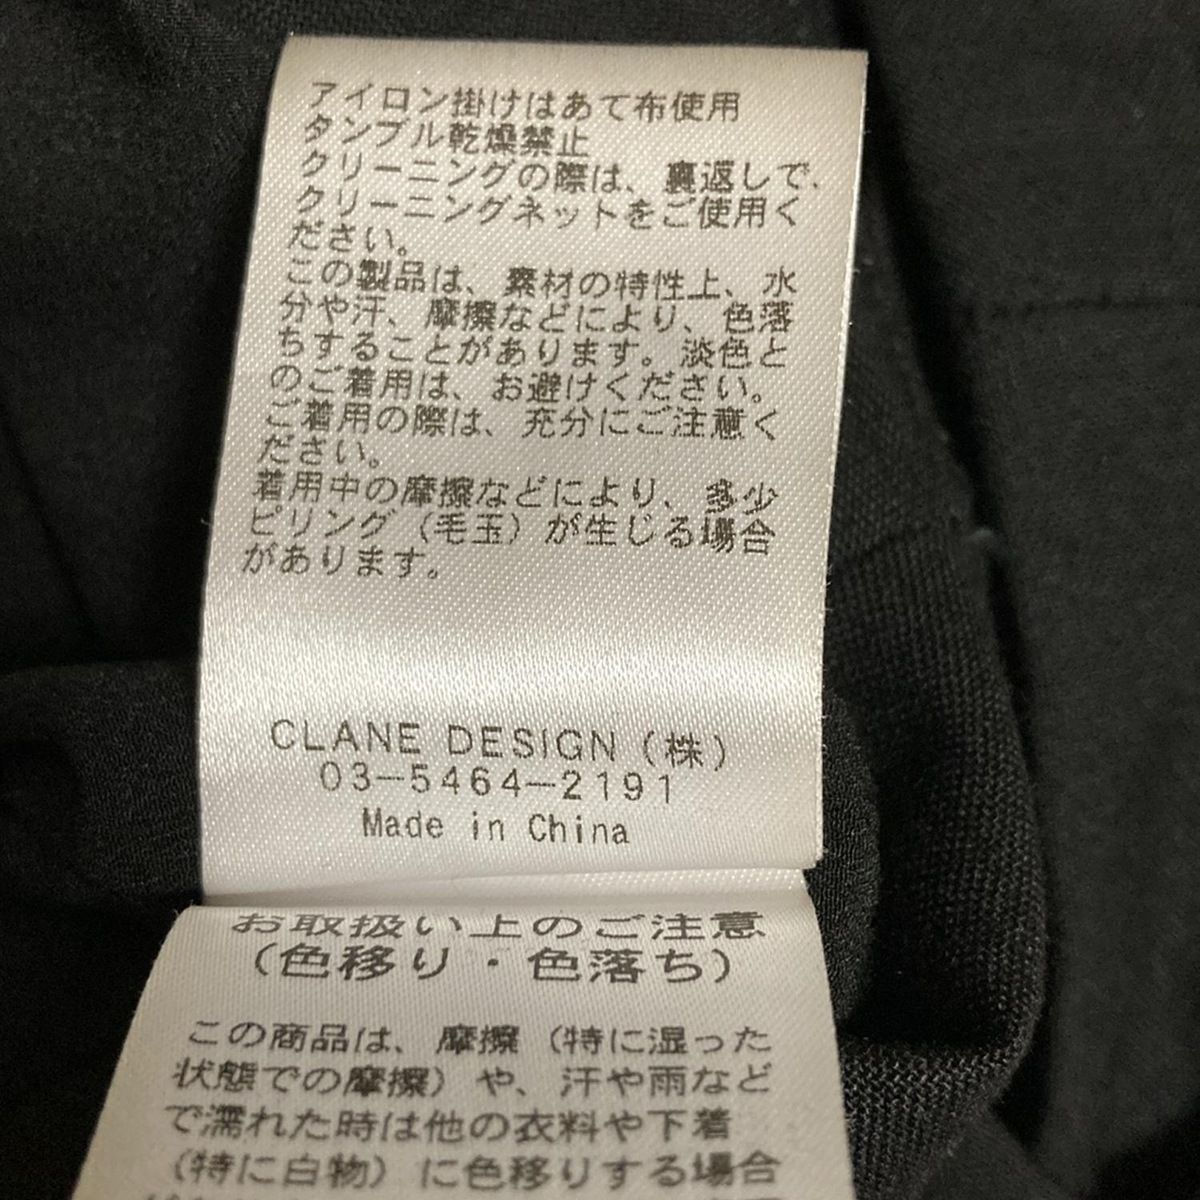 アイロン掛けはあて布使用
タンブル乾燥禁止
クリーニングの際は、裏返しで、
クリーニングネットをご使用く
ださい。
この製品は、素材の特性上、水
分や汗、摩擦などにより、色落
ちすることがあります。淡色と
のご着用は、お避けください。
ご着用の際は、充分にご注意く
ださい。
着用中の摩擦などにより、多少
ピリング（毛玉）が生じる場合
があります。
CLANE DESIGN（株）
03-5464-2191
Made in China
お取扱い上のご注意
（色移り・色落ち）
この商品は、摩擦（特に湿った
状態での摩擦）や、汗や雨など
で濡れた時は他の衣料や下着
（特に白物）に色移りする場合